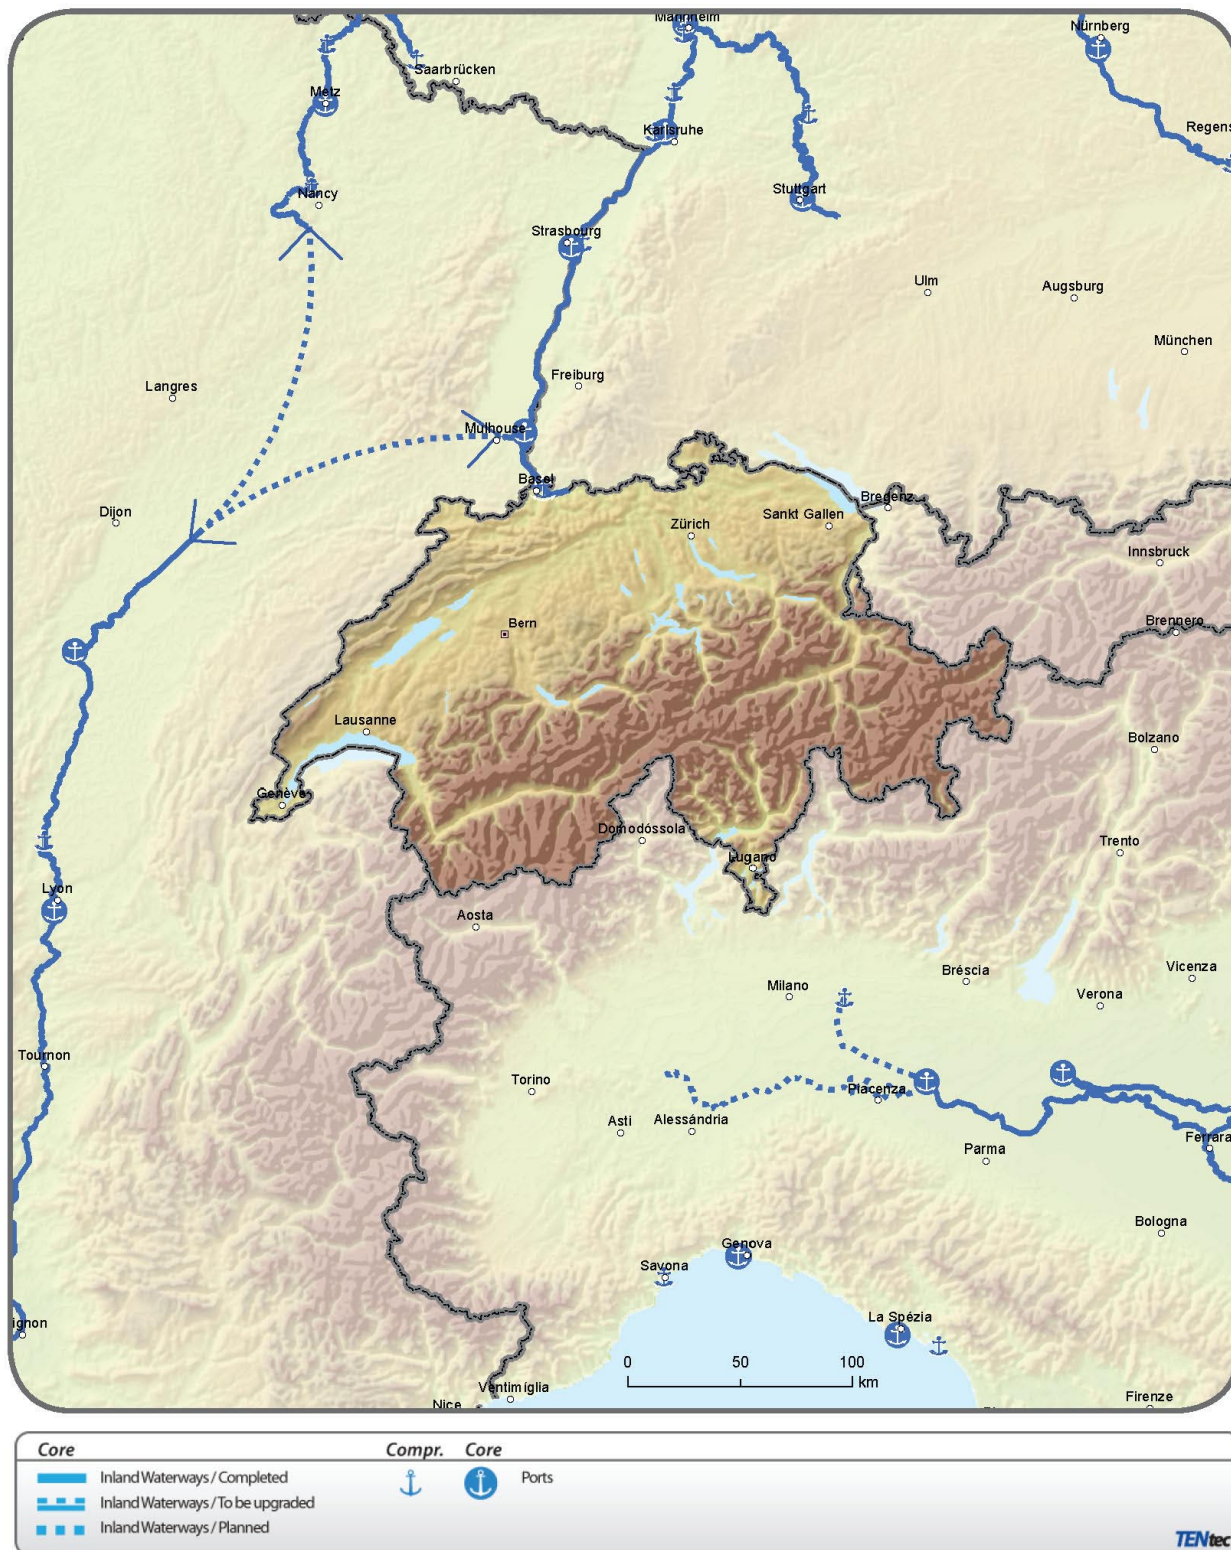 Mannheim
Nürnberg
Saarbrücken
Metz
Karlsruhe
Regens
Nancy
Stuttgart
Strasbourg
Ulm
Augsburg
München
Langres
Freiburg
Mulhouse
Basel
Dijon
Zürich
Sankt Gallen
Bregenz
Innsbruck
Bern
Brennero
Lausanne
Bolzano
Genève
Domodóssola
Lugano
Trento
Lyon
Aosta
Milano
Bréscia
Vicenza
Verona
Tournon
Torino
Piacenza
Asti
Alessándria
Parma
Ferrara
Bologna
Genova
Savona
La Spézia
ignon
0 50 100
km
Ventimíglia
Nice
Firenze
Core Compr. Core
Inland Waterways / Completed Ports
Inland Waterways / To be upgraded
Inland Waterways / Planned
TENtec